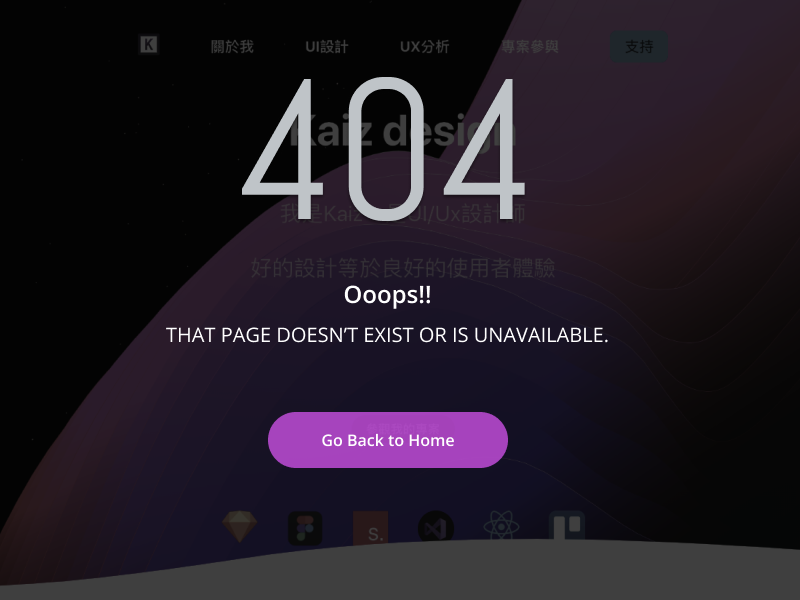 K
關於我
UI設計
UX分析
專案參與
支持
Kaiz design
404
我是Kaiz
UI/Ux設計師
好的設計等於良好的使用者體驗
Ooops!!
THAT PAGE DOESN’T EXIST OR IS UNAVAILABLE.
Go Back to Home
S.